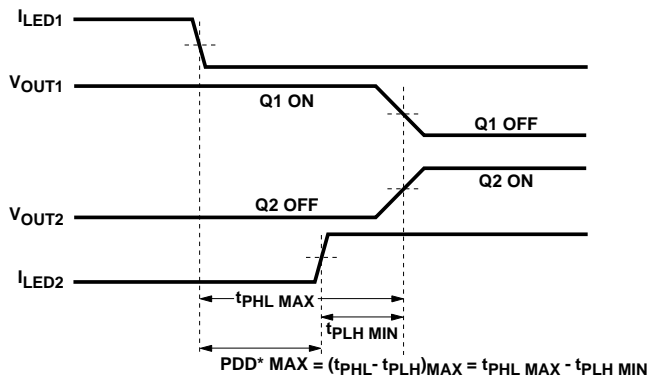 ILED1
VOUT1
Q1 ON
Q1 OFF
Q2 ON
Q2 OFF
VOUT2
ILED2
tPHL MAX
tPLH MIN
PDD* MAX = (tPHL- tPLH)MAX = tPHL MAX - tPLH MIN